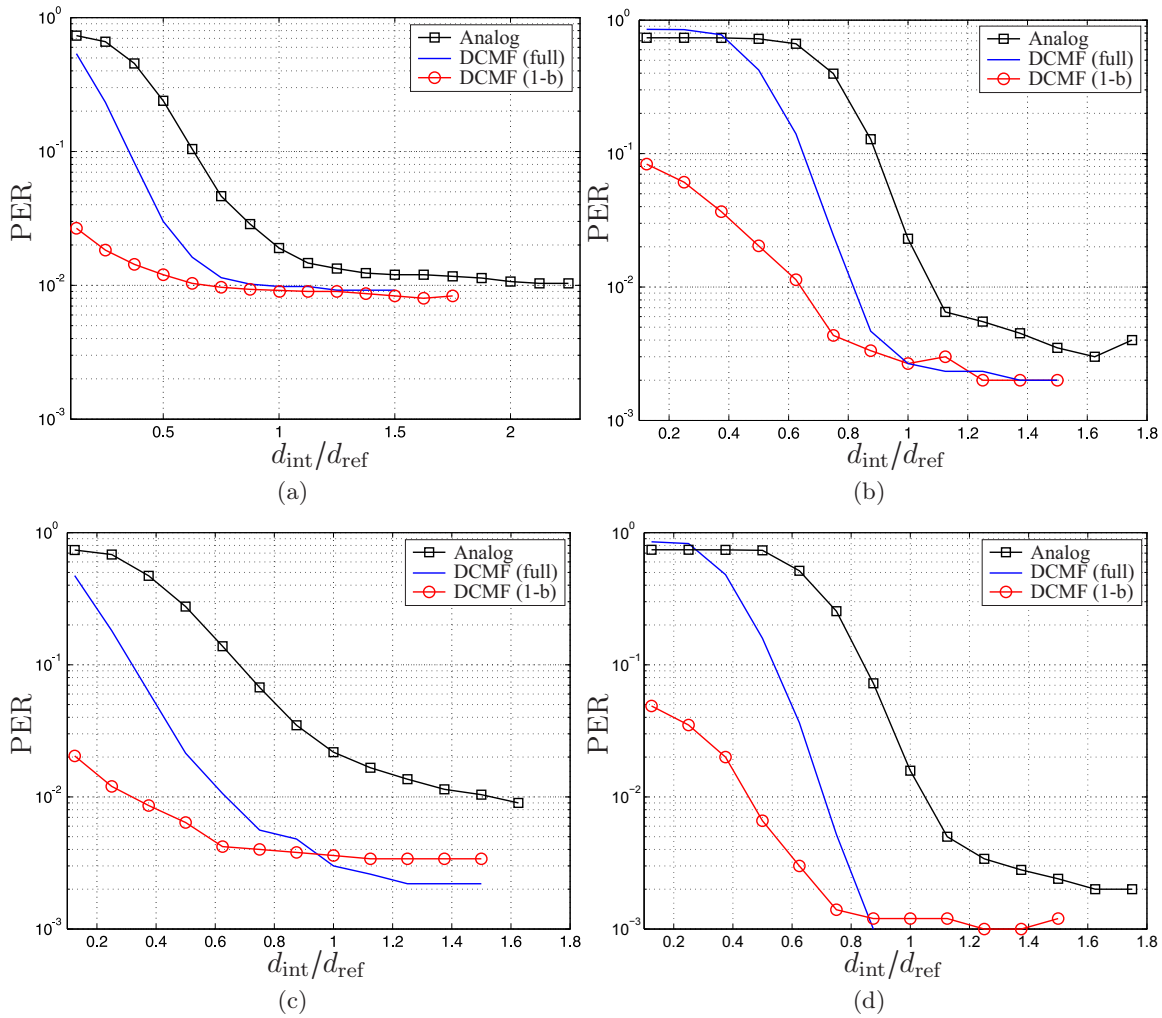 PER
10^0
10^-1
10^-2
10^-3
Analog
DCMF (full)
DCMF (1-b)
0.5 1 1.5 2
d_int/d_ref
(a)
PER
10^0
10^-1
10^-2
10^-3
Analog
DCMF (full)
DCMF (1-b)
0.2 0.4 0.6 0.8 1 1.2 1.4 1.6 1.8
d_int/d_ref
(b)
PER
10^0
10^-1
10^-2
10^-3
Analog
DCMF (full)
DCMF (1-b)
0.2 0.4 0.6 0.8 1 1.2 1.4 1.6 1.8
d_int/d_ref
(c)
PER
10^0
10^-1
10^-2
10^-3
Analog
DCMF (full)
DCMF (1-b)
0.2 0.4 0.6 0.8 1 1.2 1.4 1.6 1.8
d_int/d_ref
(d)